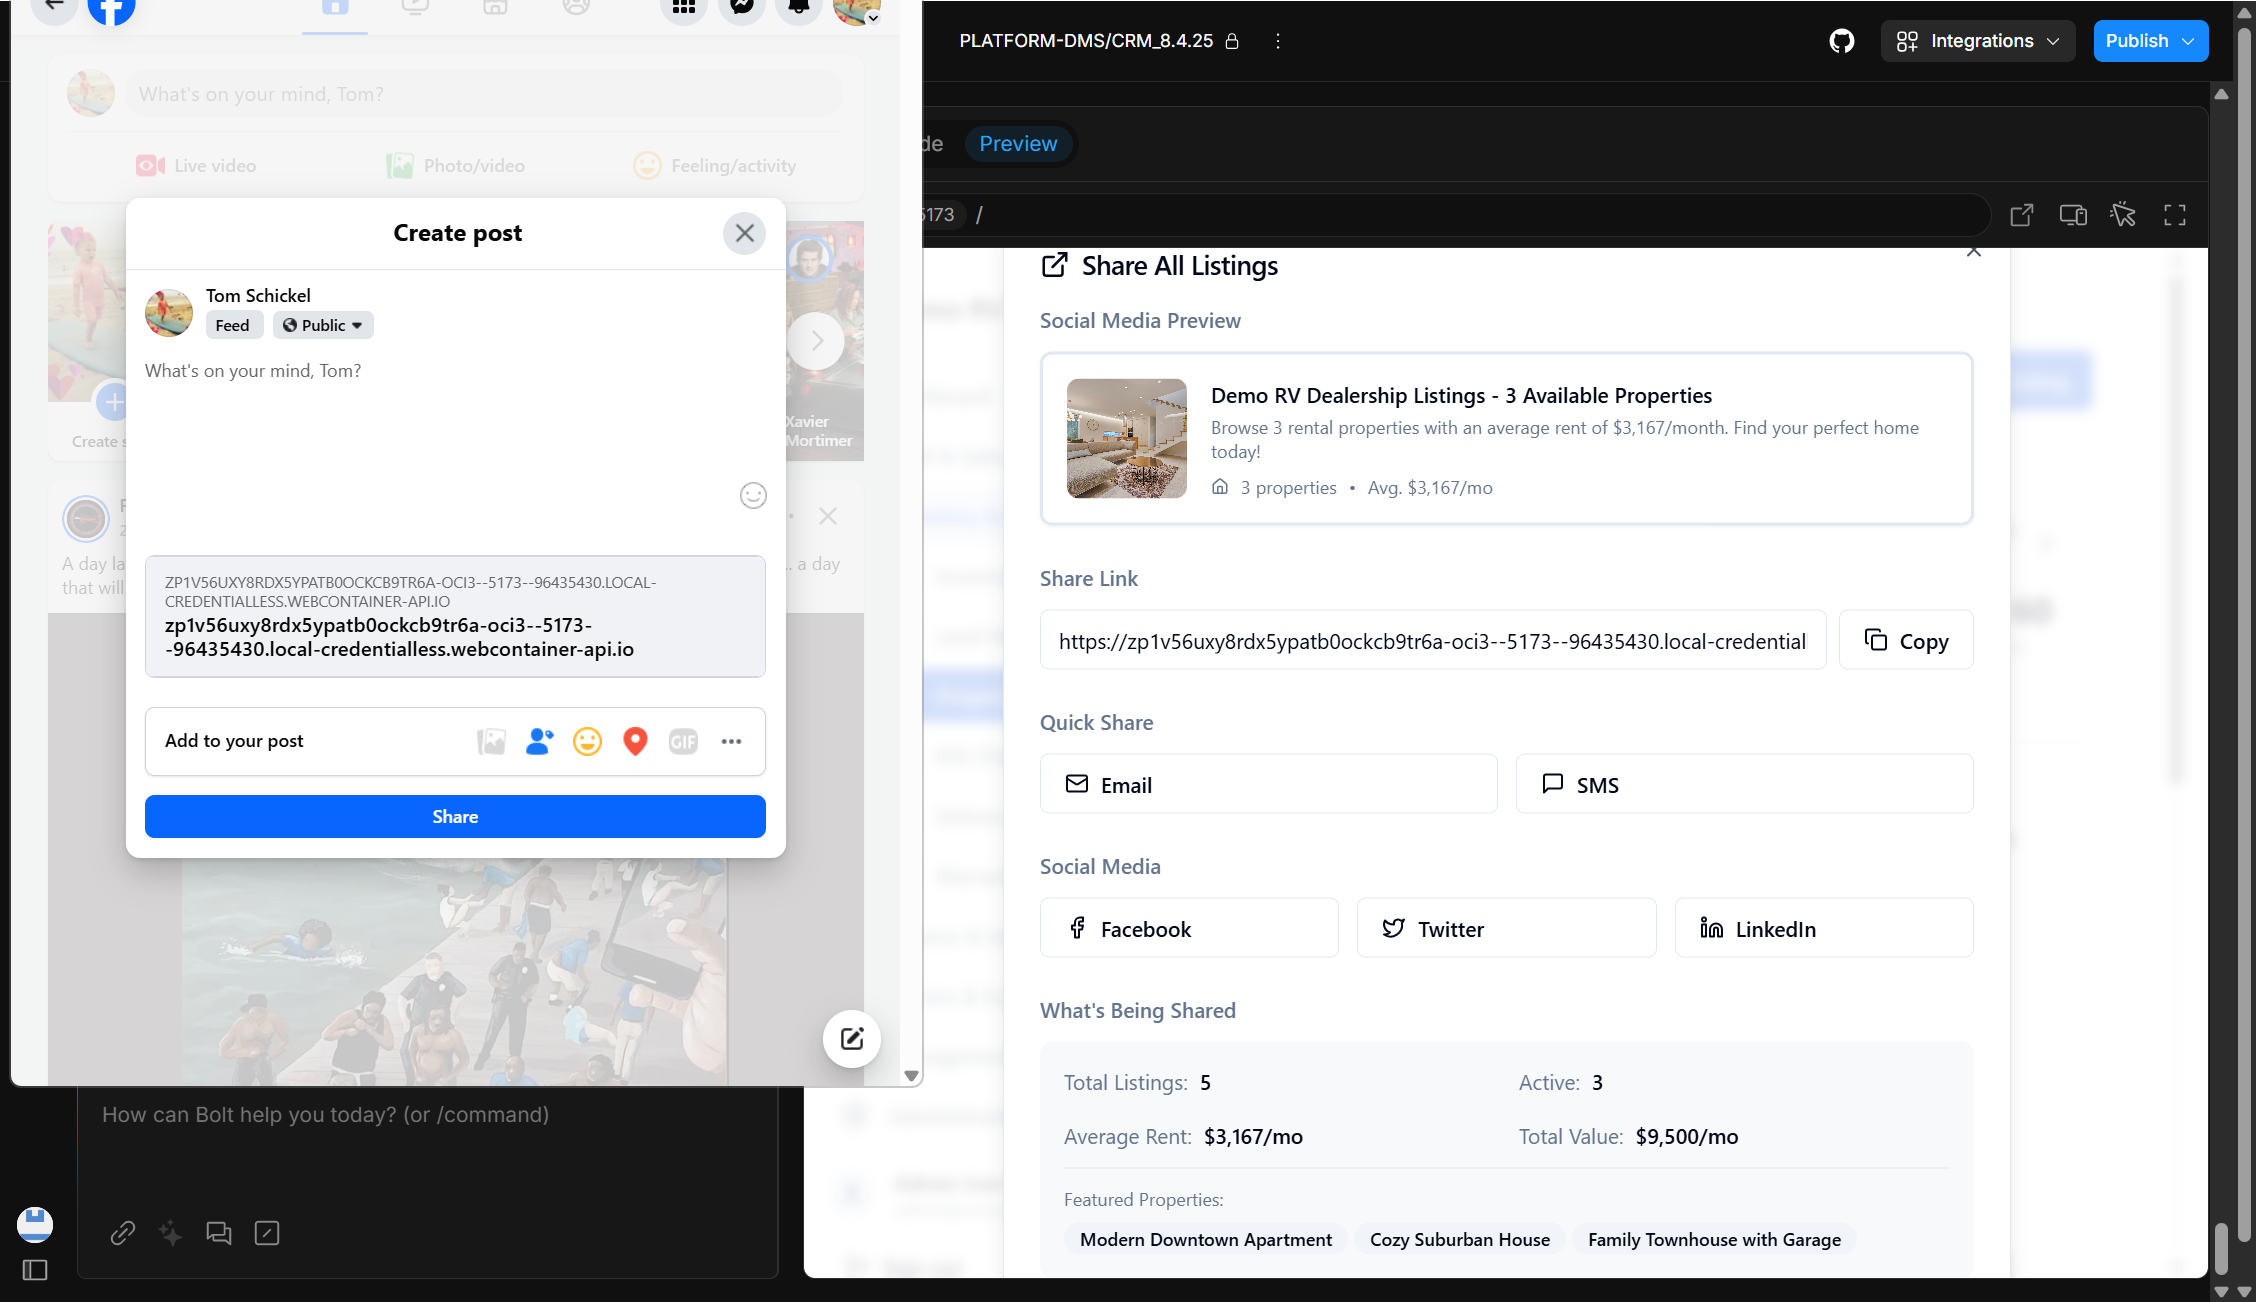 PLATFORM-DMS/CRM_8.4.25
Integrations
Publish
de
Preview
5173 /
What's on your mind, Tom?
Live video
Photo/video
Feeling/activity
Create post
Tom Schickel
Feed
Public
What's on your mind, Tom?
Xavier
Mortimer
Create s
A day la
... a day
that will
ZP1V56UXY8RDX5YPATB0OCKCB9TR6A-OCI3--5173--96435430.LOCAL-
CREDENTIALLESS.WEBCONTAINER-API.IO
zp1v56uxy8rdx5ypatb0ockcb9tr6a-oci3--5173-
-96435430.local-credentialless.webcontainer-api.io
Add to your post
GIF
Share
How can Bolt help you today? (or /command)
Share All Listings
Social Media Preview
Demo RV Dealership Listings - 3 Available Properties
Browse 3 rental properties with an average rent of $3,167/month. Find your perfect home
today!
3 properties • Avg. $3,167/mo
Share Link
https://zp1v56uxy8rdx5ypatb0ockcb9tr6a-oci3--5173--96435430.local-credential
Copy
Quick Share
Email
SMS
Social Media
Facebook
Twitter
LinkedIn
What's Being Shared
Total Listings: 5
Active: 3
Average Rent: $3,167/mo
Total Value: $9,500/mo
Featured Properties:
Modern Downtown Apartment
Cozy Suburban House
Family Townhouse with Garage